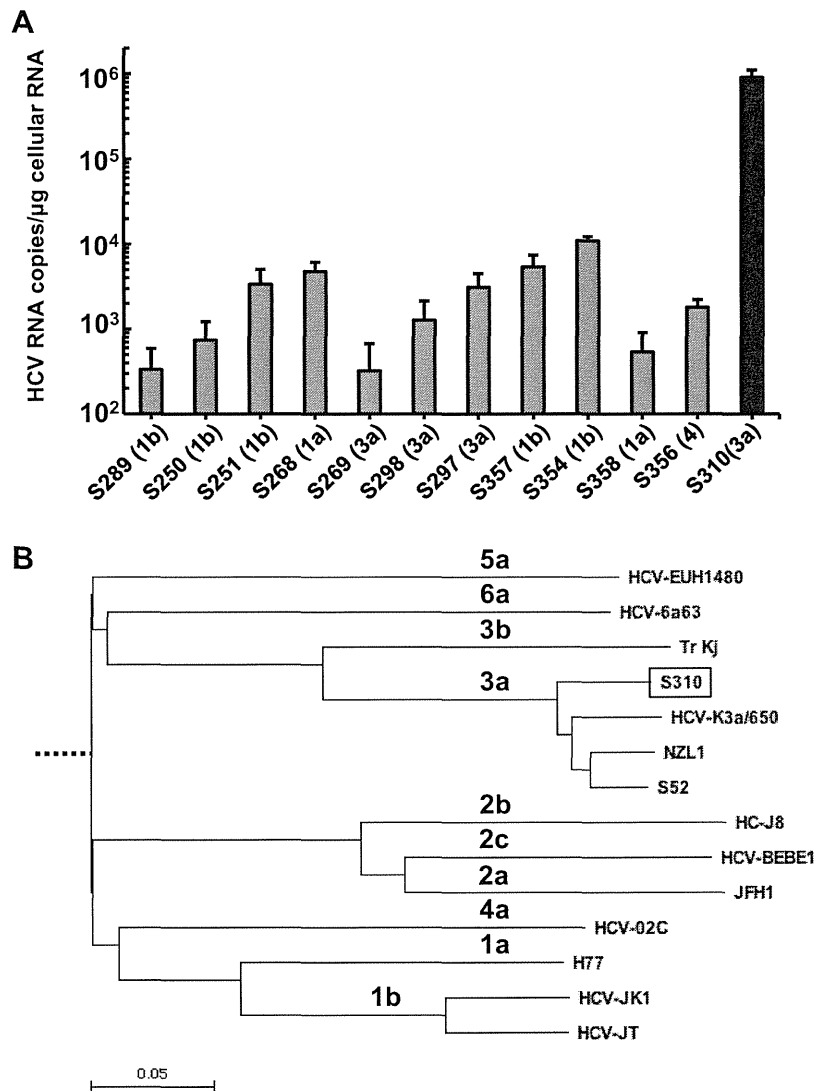 A
HCV RNA copies/µg cellular RNA
10⁶
10⁵
10⁴
10³
10²
S289 (1b)
S250 (1b)
S251 (1b)
S268 (1a)
S269 (3a)
S298 (3a)
S297 (3a)
S357 (1b)
S354 (1b)
S358 (1a)
S356 (4)
S310(3a)
B
5a
HCV-EUH1480
6a
HCV-6a63
3b
Tr Kj
3a
S310
HCV-K3a/650
NZL1
S52
2b
HC-J8
2c
HCV-BEBE1
2a
JFH1
4a
HCV-02C
1a
H77
1b
HCV-JK1
HCV-JT
0.05